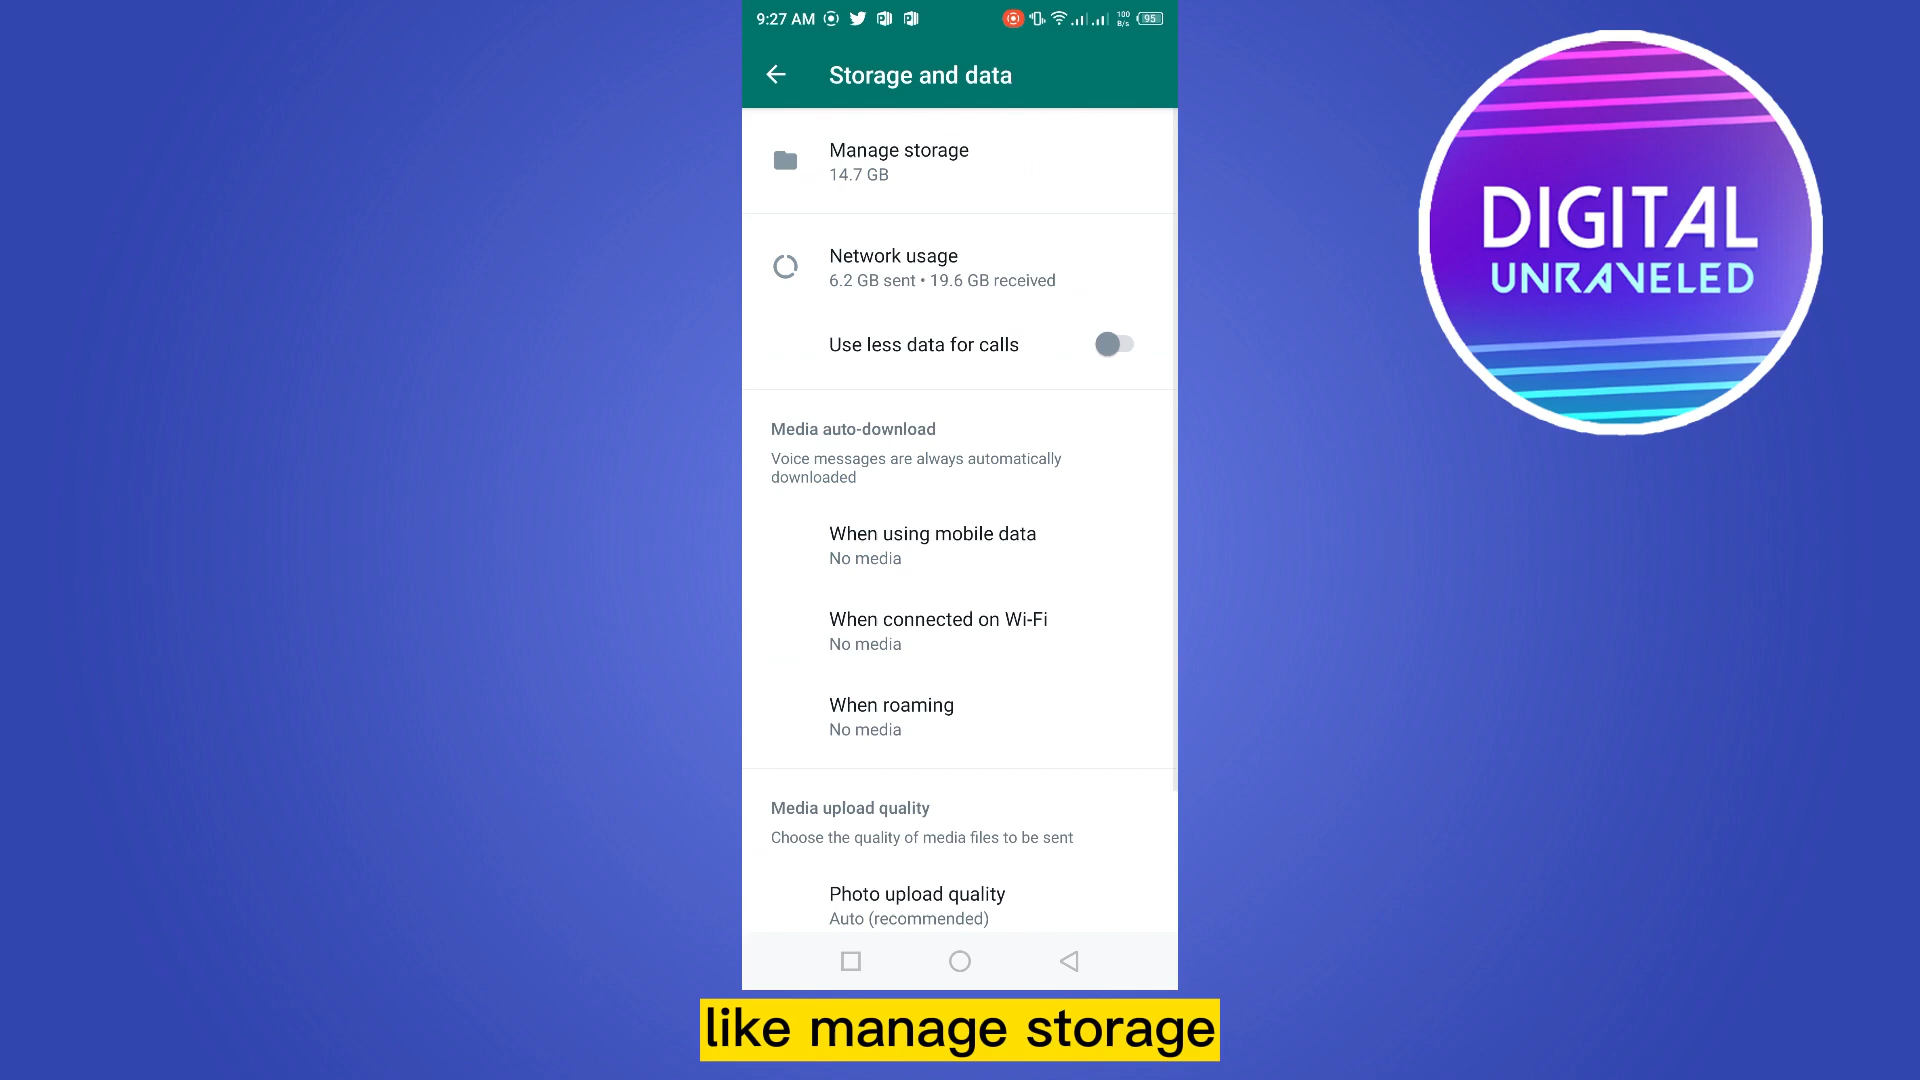 9:27 AM
100
B/s
95
Storage and data
Manage storage
14.7 GB
Network usage
6.2 GB sent • 19.6 GB received
Use less data for calls
Media auto-download
Voice messages are always automatically
downloaded
When using mobile data
No media
When connected on Wi-Fi
No media
When roaming
No media
Media upload quality
Choose the quality of media files to be sent
Photo upload quality
Auto (recommended)
DIGITAL
UNRAVELED
like manage storage